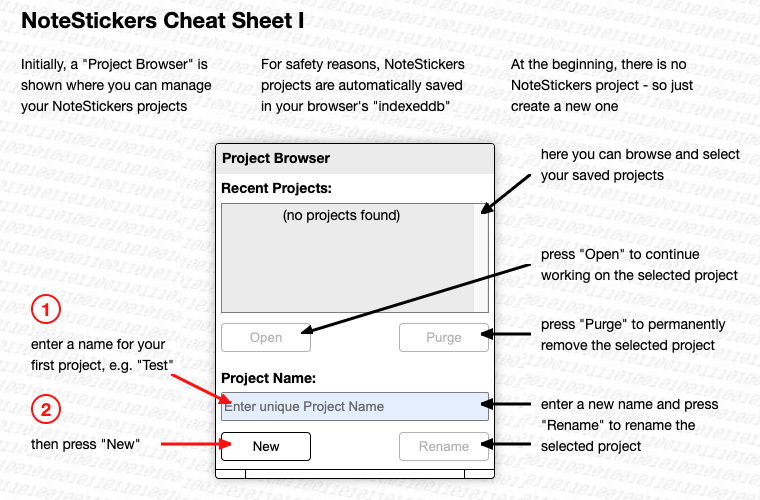 NoteStickers Cheat Sheet I
Initially, a "Project Browser" is
shown where you can manage
your NoteStickers projects
For safety reasons, NoteStickers
projects are automatically saved
in your browser's "indexeddb"
At the beginning, there is no
NoteStickers project - so just
create a new one
Project Browser
Recent Projects:
(no projects found)
here you can browse and select
your saved projects
press "Open" to continue
working on the selected project
Open
Purge
press "Purge" to permanently
remove the selected project
1
enter a name for your
first project, e.g. "Test"
Project Name:
Enter unique Project Name
enter a new name and press
"Rename" to rename the
selected project
2
then press "New"
New
Rename